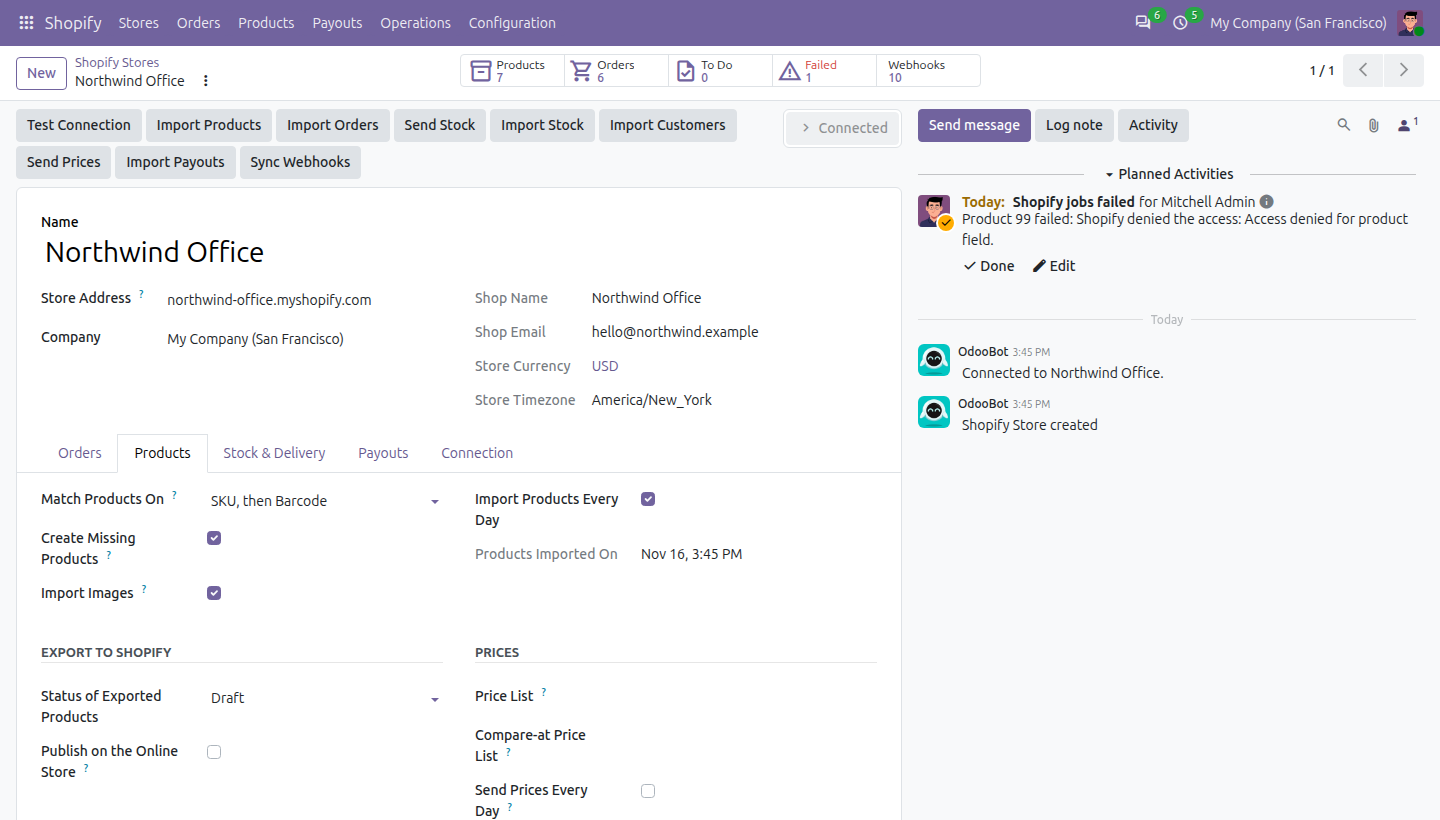 Shopify Stores Orders Products Payouts Operations Configuration 6 5 My Company (San Francisco)
New Shopify Stores
Northwind Office
Products 7
Orders 6
To Do 0
Failed 1
Webhooks 10
1 / 1
Test Connection Import Products Import Orders Send Stock Import Stock Import Customers Connected
Send Prices Import Payouts Sync Webhooks
Name
Northwind Office
Store Address ? northwind-office.myshopify.com
Company My Company (San Francisco)
Shop Name Northwind Office
Shop Email hello@northwind.example
Store Currency USD
Store Timezone America/New_York
Orders Products Stock & Delivery Payouts Connection
Match Products On ? SKU, then Barcode
Create Missing
Products ?
Import Images ?
Import Products Every
Day
Products Imported On Nov 16, 3:45 PM
EXPORT TO SHOPIFY
Status of Exported
Products Draft
Publish on the Online
Store ?
PRICES
Price List ?
Compare-at Price
List ?
Send Prices Every
Day ?
Send message Log note Activity 1
Planned Activities
Today: Shopify jobs failed for Mitchell Admin
Product 99 failed: Shopify denied the access: Access denied for product
field.
Done Edit
Today
OdooBot 3:45 PM
Connected to Northwind Office.
OdooBot 3:45 PM
Shopify Store created